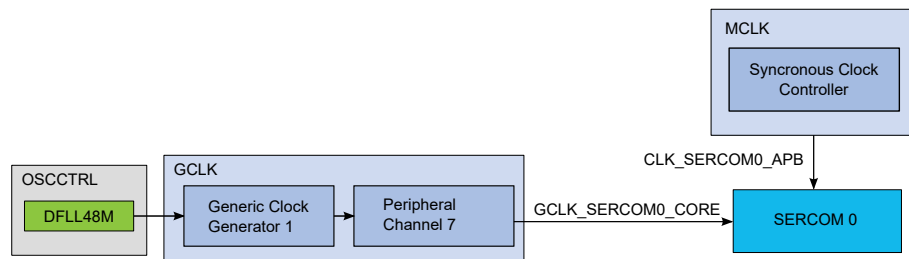 MCLK
Syncronous Clock
Controller
CLK_SERCOM0_APB
GCLK
OSCCTRL
DFLL48M
Generic Clock
Generator 1
Peripheral
Channel 7
GCLK_SERCOM0_CORE
SERCOM 0